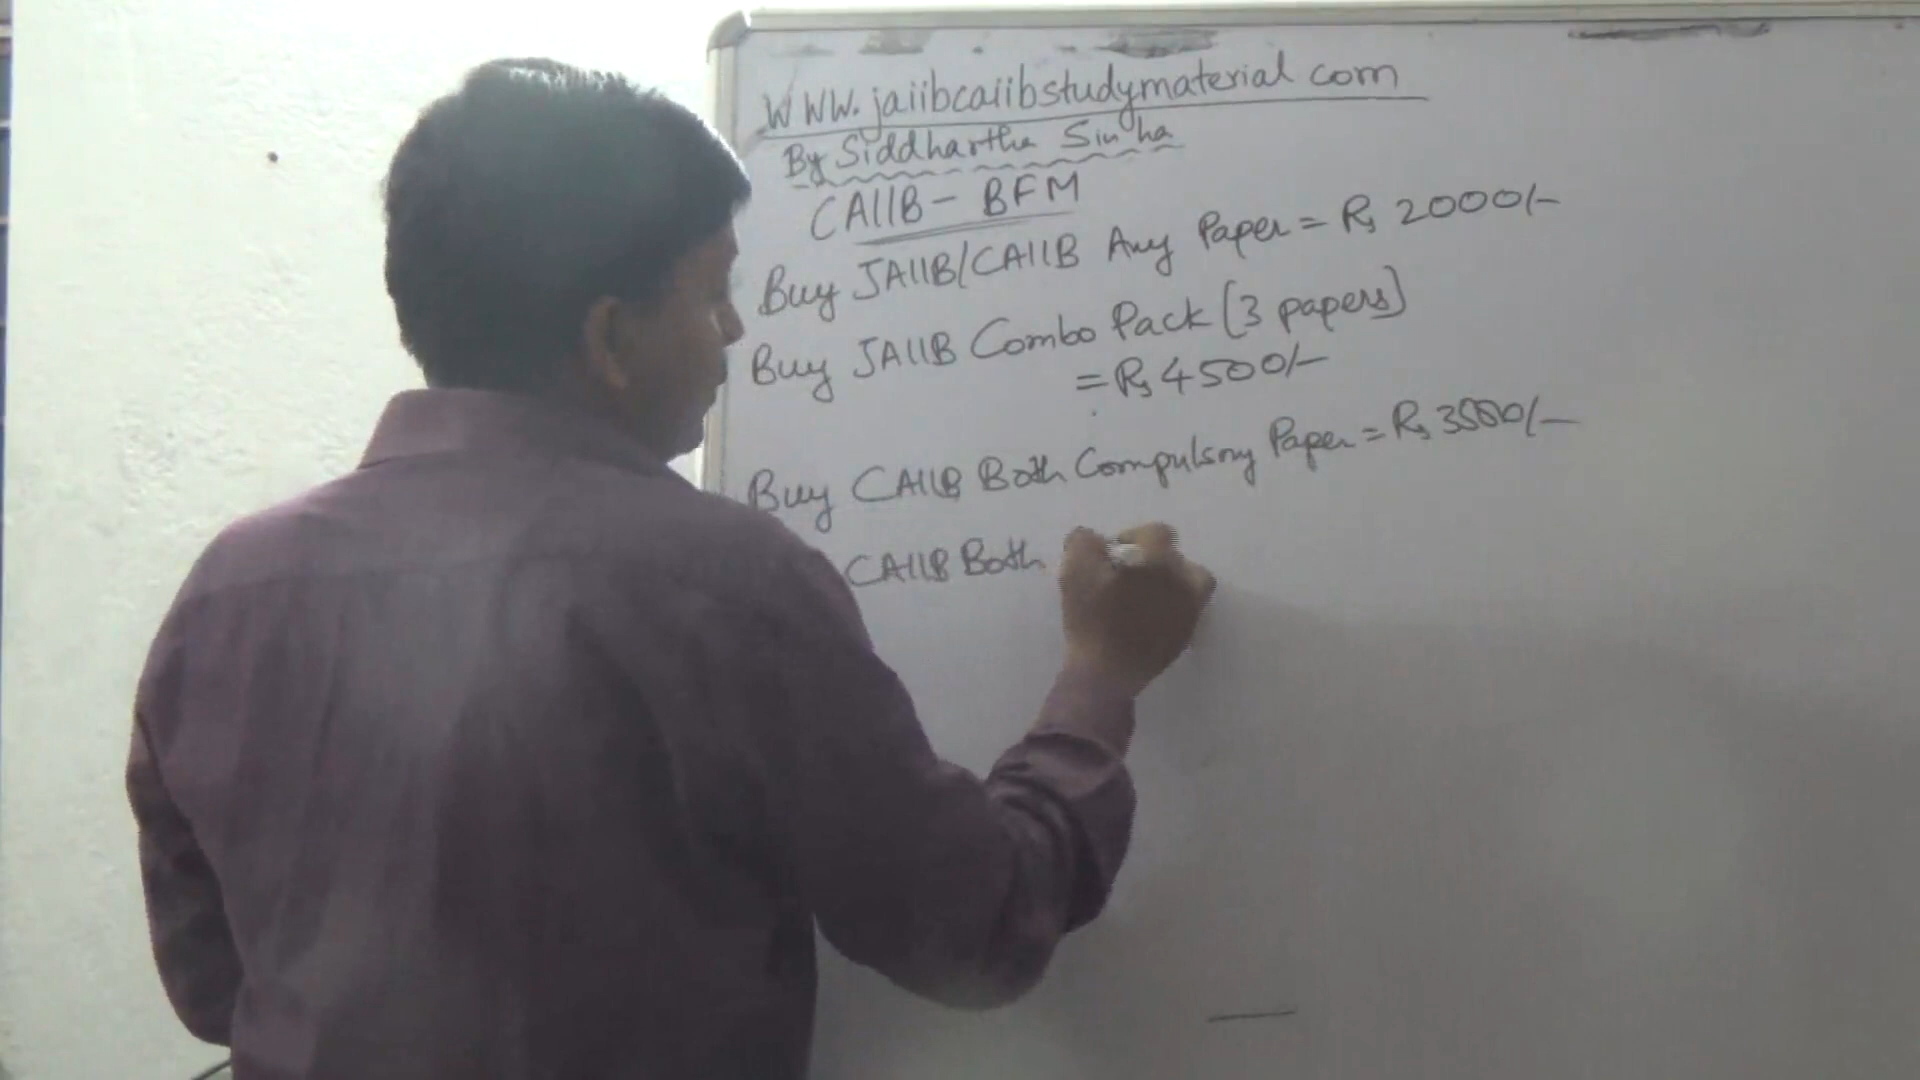 WWW.jaiibcaiibstudymaterial com
By Siddhartha Sinha
CAIIB - BFM
Buy JAIIB/CAIIB Any Paper = Rs 2000/-
Buy JAIIB Combo Pack [3 papers]
= Rs 4500/-
Buy CAIIB Both Compulsory Paper = Rs 3500/-
CAIIB Both